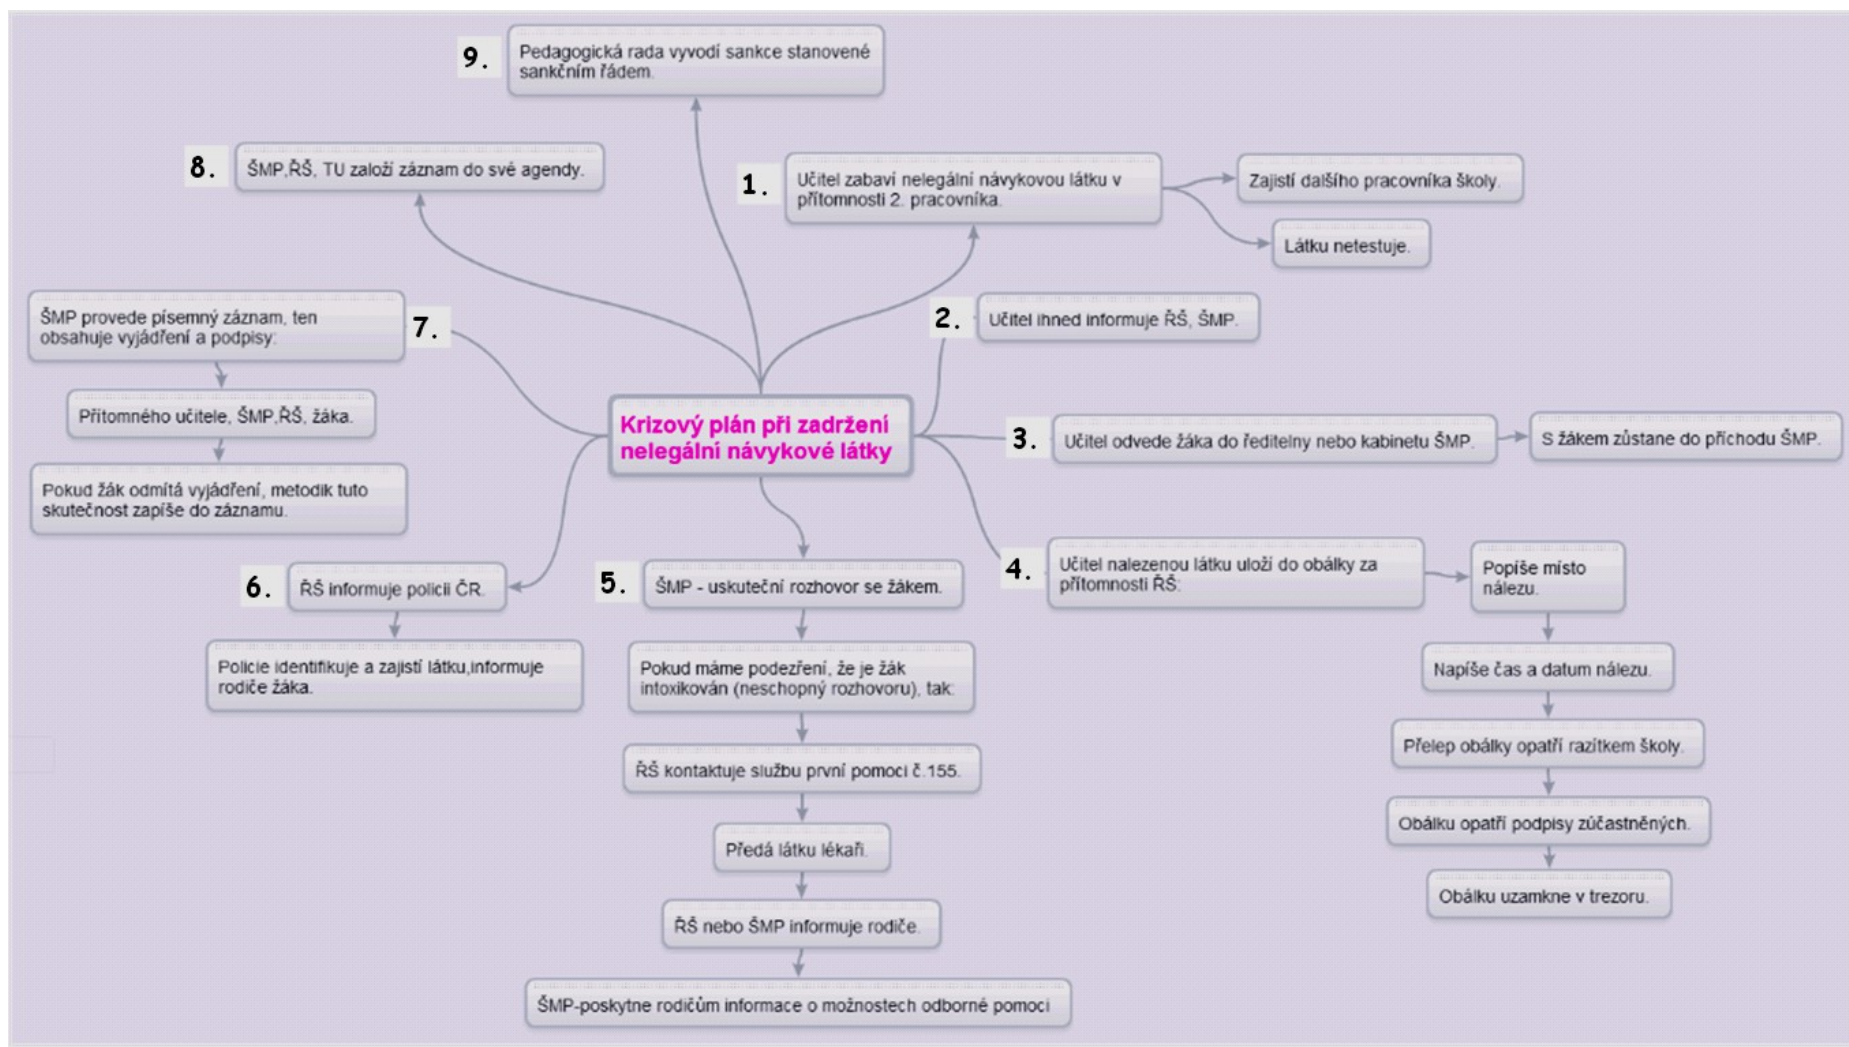 Krizový plán při zadržení
nelegální návykové látky
1.
Učitel zabaví nelegální návykovou látku v
přítomnosti 2. pracovníka.
Zajistí dalšího pracovníka školy.
Látku netestuje.
2.
Učitel ihned informuje ŘŠ, ŠMP.
3.
Učitel odvede žáka do ředitelny nebo kabinetu ŠMP.
S žákem zůstane do příchodu ŠMP.
4.
Učitel nalezenou látku uloží do obálky za
přítomnosti ŘŠ:
Popíše místo
nálezu.
Napíše čas a datum nálezu.
Přelep obálky opatří razítkem školy.
Obálku opatří podpisy zúčastněných.
Obálku uzamkne v trezoru.
5.
ŠMP - uskuteční rozhovor se žákem.
Pokud máme podezření, že je žák
intoxikován (neschopný rozhovoru), tak:
ŘŠ kontaktuje službu první pomoci č.155.
Předá látku lékaři.
ŘŠ nebo ŠMP informuje rodiče.
ŠMP-poskytne rodičům informace o možnostech odborné pomoci
6.
ŘŠ informuje policii ČR.
Policie identifikuje a zajistí látku,informuje
rodiče žáka.
7.
ŠMP provede písemný záznam, ten
obsahuje vyjádření a podpisy:
Přítomného učitele, ŠMP,ŘŠ, žáka.
Pokud žák odmítá vyjádření, metodik tuto
skutečnost zapíše do záznamu.
8.
ŠMP,ŘŠ, TU založí záznam do své agendy.
9.
Pedagogická rada vyvodí sankce stanovené
sankčním řádem.